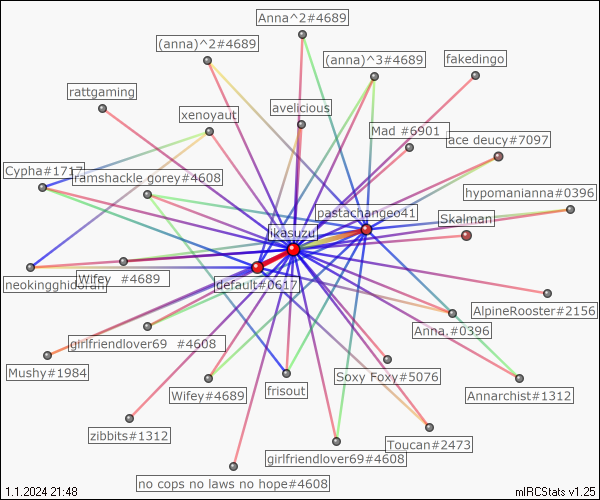 Anna^2#4689
(anna)^2#4689
(anna)^3#4689
fakedingo
rattgaming
xenoyaut
avelicious
Mad #6901
ace deucy#7097
Cypha#1717
ramshackle gorey#4608
hypomanianna#0396
pastachangeo41
Skalman
ikasuzu
neokingghidorah
Wifey #4689
default#0617
AlpineRooster#2156
Anna,#0396
girlfriendlover69 #4608
Mushy#1984
Soxy Foxy#5076
Wifey#4689
frisout
Annarchist#1312
zibbits#1312
Toucan#2473
girlfriendlover69#4608
no cops no laws no hope#4608
1.1.2024 21:48
mIRCStats v1.25